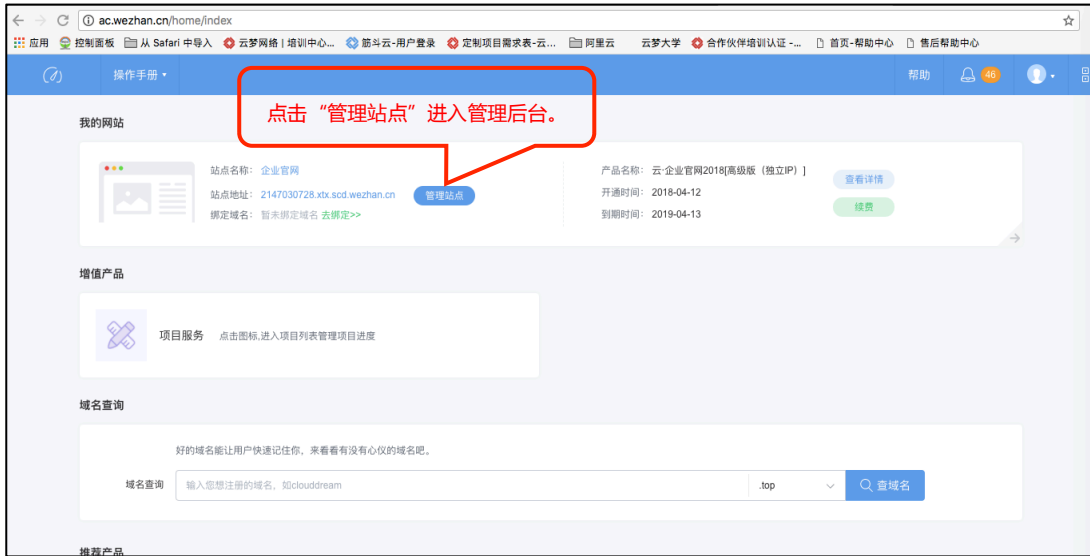 ac.wezhan.cn/home/index
应用 控制面板 从 Safari 中导入 云梦网络 | 培训中心... 筋斗云-用户登录 定制项目需求表-云... 阿里云 云梦大学 合作伙伴培训认证 -... 首页-帮助中心 售后帮助中心
操作手册 帮助 46
点击“管理站点”进入管理后台。
我的网站
站点名称: 企业官网
站点地址: 2147030728.xtx.scd.wezhan.cn 管理站点
绑定域名: 暂未绑定域名 去绑定>>
产品名称: 云·企业官网2018[高级版（独立IP）]
开通时间: 2018-04-12
到期时间: 2019-04-13
查看详情
续费
增值产品
项目服务 点击图标,进入项目列表管理项目进度
域名查询
好的域名能让用户快速记住你，来看看有没有心仪的域名吧。
域名查询 输入您想注册的域名，如clouddream .top 查域名
推荐产品